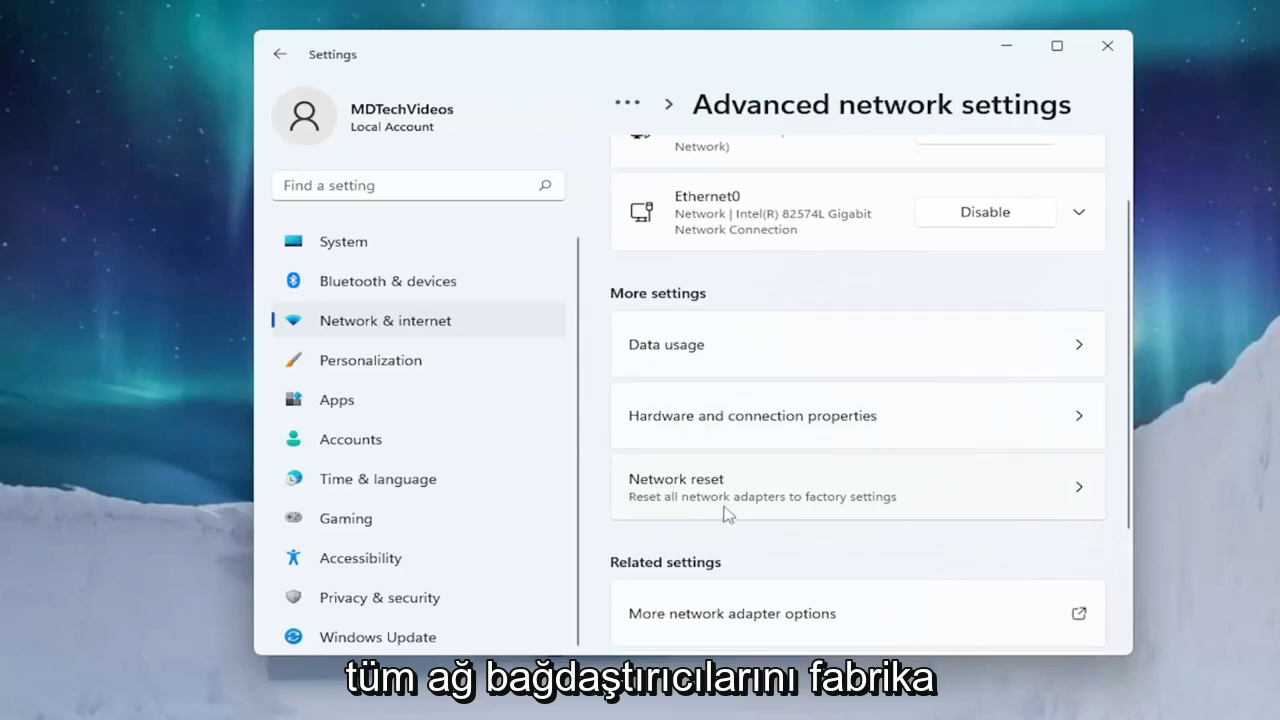 Settings
MDTechVideos
Local Account
Find a setting
System
Bluetooth & devices
Network & internet
Personalization
Apps
Accounts
Time & language
Gaming
Accessibility
Privacy & security
Windows Update
Advanced network settings
Network)
Ethernet0
Network | Intel(R) 82574L Gigabit
Network Connection
Disable
More settings
Data usage
Hardware and connection properties
Network reset
Reset all network adapters to factory settings
Related settings
More network adapter options
tüm ağ bağdaştırıcılarını fabrika